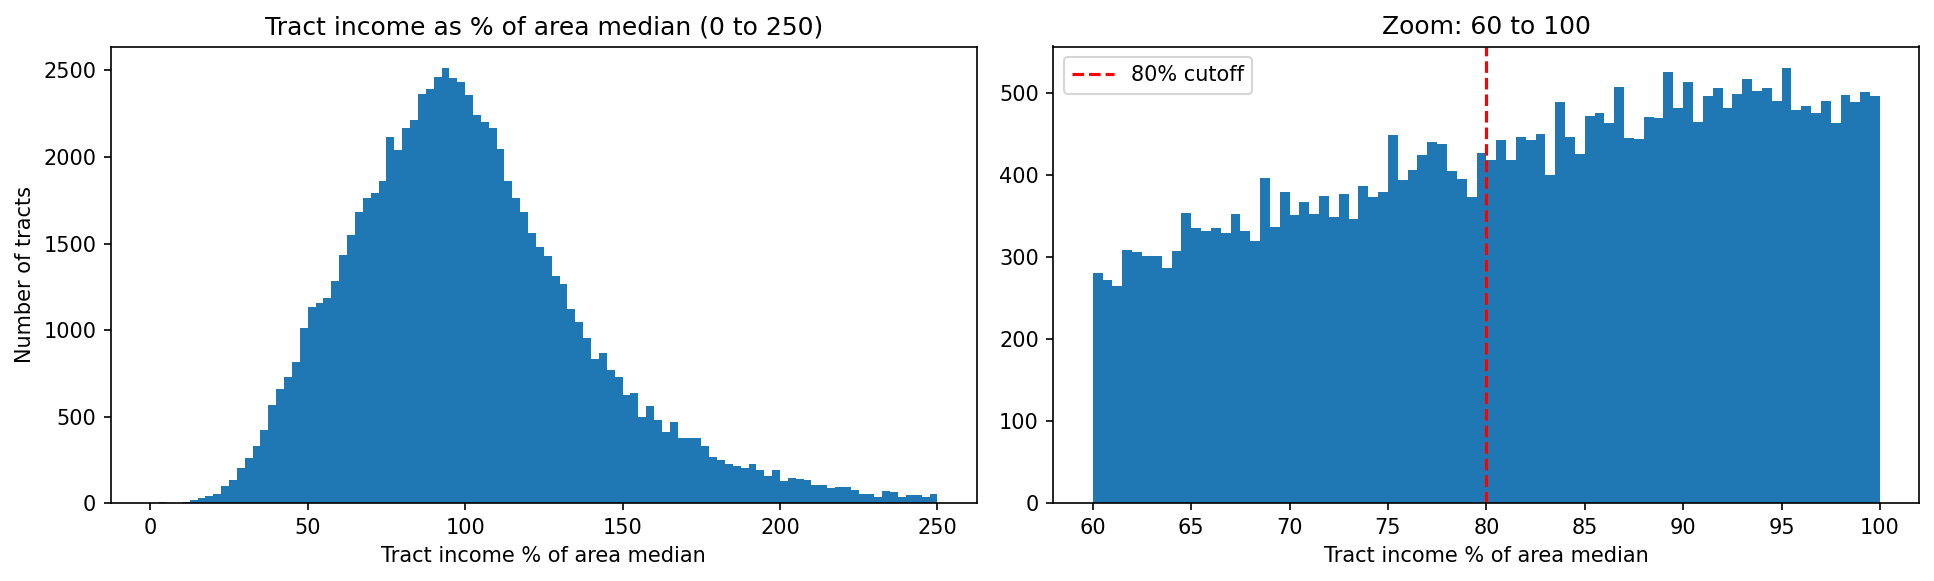 Tract income as % of area median (0 to 250)
Number of tracts
2500
2000
1500
1000
500
0
0 50 100 150 200 250
Tract income % of area median
Zoom: 60 to 100
80% cutoff
500
400
300
200
100
0
60 65 70 75 80 85 90 95 100
Tract income % of area median